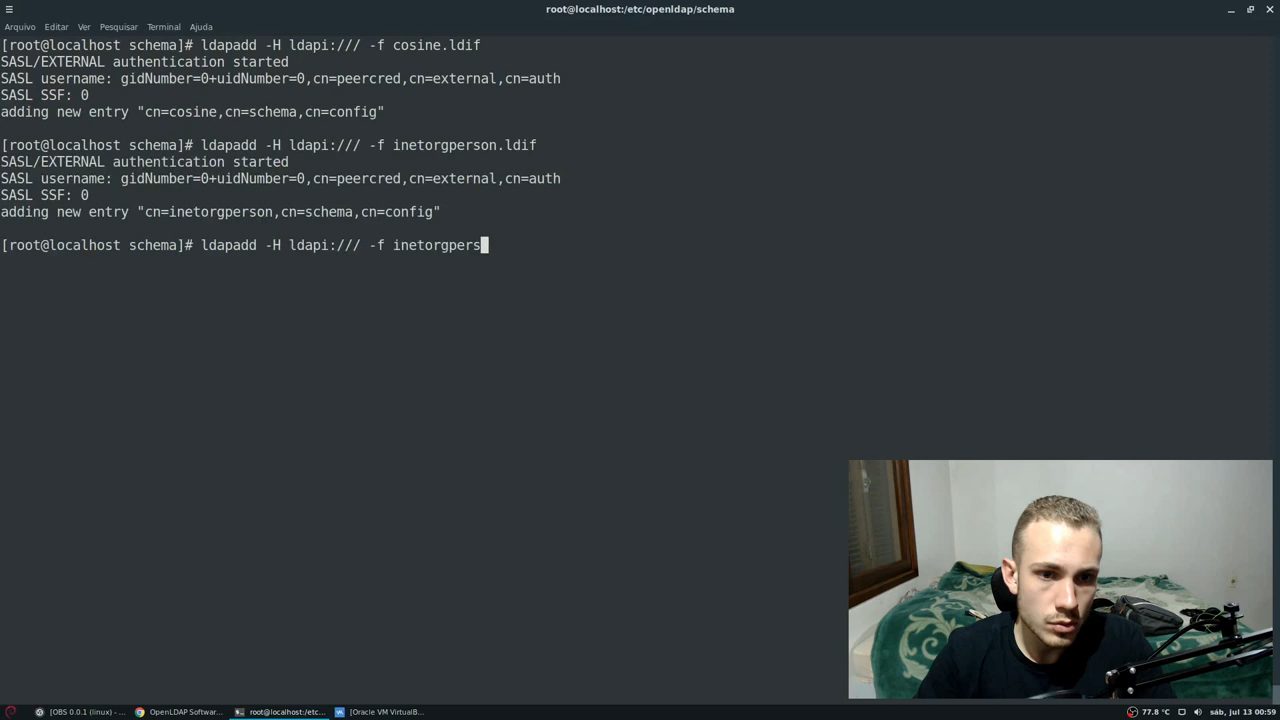 root@localhost:/etc/openldap/schema
Arquivo Editar Ver Pesquisar Terminal Ajuda
[root@localhost schema]# ldapadd -H ldapi:/// -f cosine.ldif
SASL/EXTERNAL authentication started
SASL username: gidNumber=0+uidNumber=0,cn=peercred,cn=external,cn=auth
SASL SSF: 0
adding new entry "cn=cosine,cn=schema,cn=config"
[root@localhost schema]# ldapadd -H ldapi:/// -f inetorgperson.ldif
SASL/EXTERNAL authentication started
SASL username: gidNumber=0+uidNumber=0,cn=peercred,cn=external,cn=auth
SASL SSF: 0
adding new entry "cn=inetorgperson,cn=schema,cn=config"
[root@localhost schema]# ldapadd -H ldapi:/// -f inetorgpers
[OBS 0.0.1 (linux) - ... OpenLDAP Softwar... root@localhost:/etc... [Oracle VM VirtualB... 77.8 °C sáb, jul 13 00:59